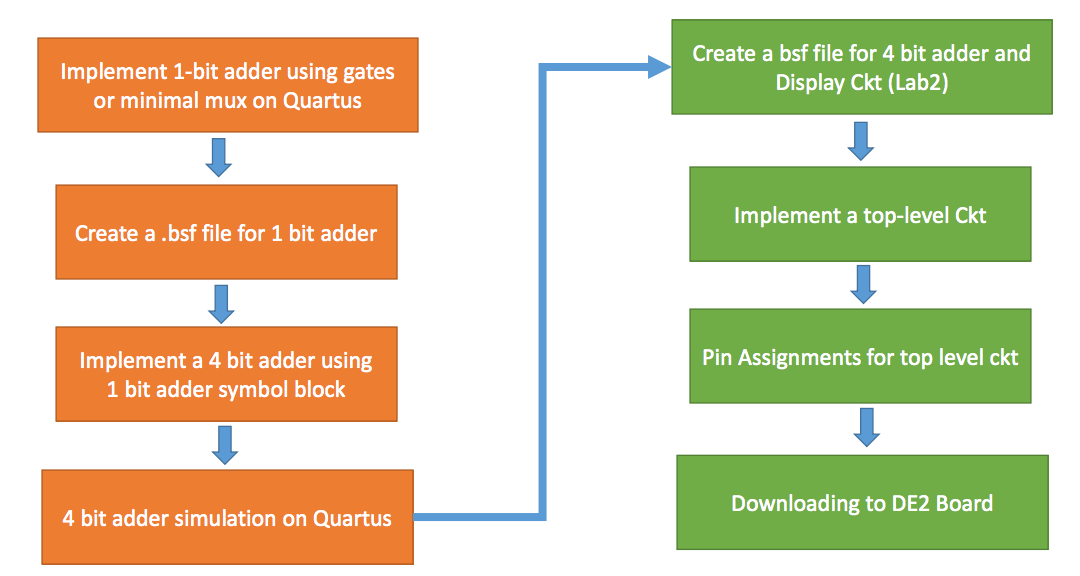 Implement 1-bit adder using gates
or minimal mux on Quartus
Create a .bsf file for 1 bit adder
Implement a 4 bit adder using
1 bit adder symbol block
4 bit adder simulation on Quartus
Create a bsf file for 4 bit adder and
Display Ckt (Lab2)
Implement a top-level Ckt
Pin Assignments for top level ckt
Downloading to DE2 Board